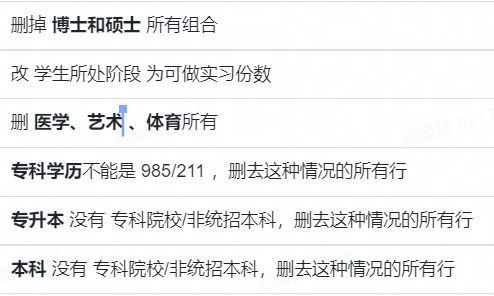 删掉 博士和硕士 所有组合
改 学生所处阶段 为可做实习份数
删 医学、艺术 、体育所有
专科学历不能是 985/211 ，删去这种情况的所有行
专升本 没有 专科院校/非统招本科，删去这种情况的所有行
本科 没有 专科院校/非统招本科，删去这种情况的所有行